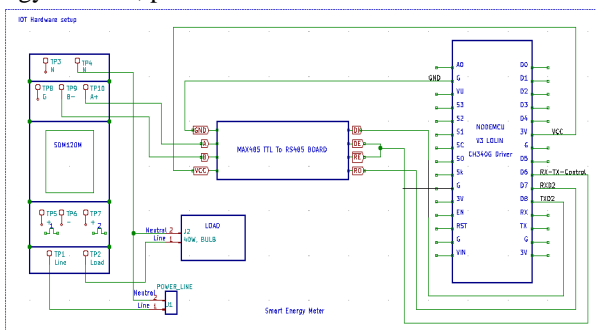 IOT Hardware setup
TP3
N
TP4
N
TP8
G
TP9
B-
TP10
A+
SDM120M
TP5
+
TP6
-
TP7
+
TP1
Line
TP2
Load
GND
A
B
VCC
MAX485 TTL To RS485 BOARD
DI
DE
RE
RO
LOAD
Neutral 2
Line 1
J2
40W, BULB
POWER_LINE
Neutral 2
Line 1
J1
Smart Energy Meter
NODEMCU
V3 LOLIN
CH340G Driver
A0
G
VU
S3
S2
S1
SC
SO
Sk
G
3V
EN
RST
G
VIN
D0
D1
D2
D3
D4
3V
G
D5
D6
D7
D8
RX
TX
G
3V
GND
VCC
RX-TX-Control
RXD2
TXD2